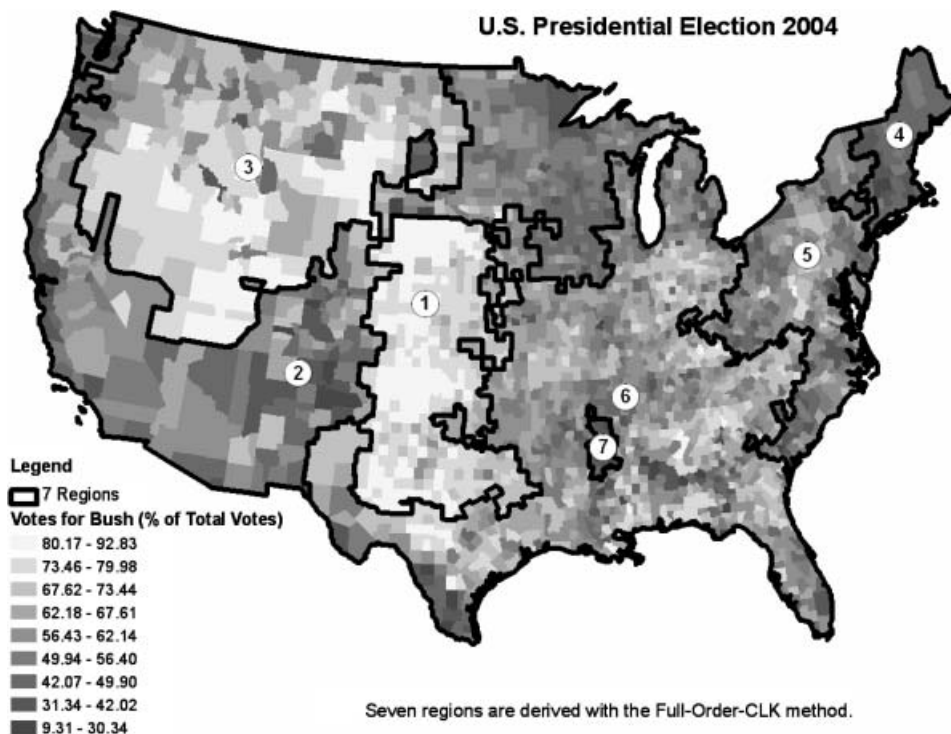 U.S. Presidential Election 2004
4
3
5
1
2
6
7
Legend
7 Regions
Votes for Bush (% of Total Votes)
80.17 - 92.83
73.46 - 79.98
67.62 - 73.44
62.18 - 67.61
56.43 - 62.14
49.94 - 56.40
42.07 - 49.90
31.34 - 42.02
9.31 - 30.34
Seven regions are derived with the Full-Order-CLK method.